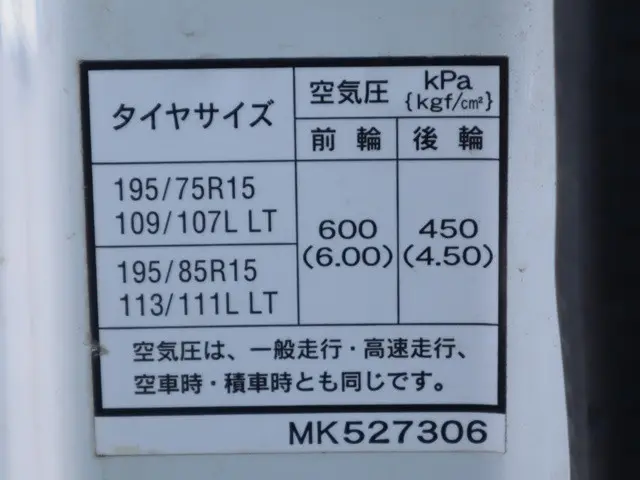 タイヤサイズ
空気圧 kPa
{kgf/cm²}
前輪 後輪
195/75R15
109/107L LT
195/85R15
113/111L LT
600 450
(6.00) (4.50)
空気圧は、一般走行・高速走行、
空車時・積車時とも同じです。
MK527306